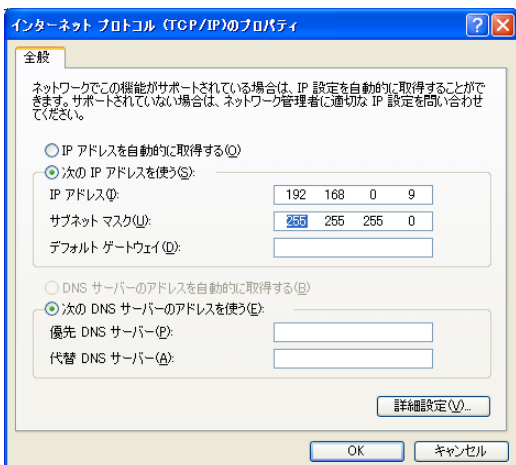 インターネット プロトコル (TCP/IP)のプロパティ
全般
ネットワークでこの機能がサポートされている場合は、IP 設定を自動的に取得することがで
きます。サポートされていない場合は、ネットワーク管理者に適切な IP 設定を問い合わせ
てください。
IP アドレスを自動的に取得する(O)
次の IP アドレスを使う(S):
IP アドレス(I): 192 168 0 9
サブネット マスク(U): 255 255 255 0
デフォルト ゲートウェイ(D):
DNS サーバーのアドレスを自動的に取得する(B)
次の DNS サーバーのアドレスを使う(E):
優先 DNS サーバー(P):
代替 DNS サーバー(A):
詳細設定(V)...
OK キャンセル